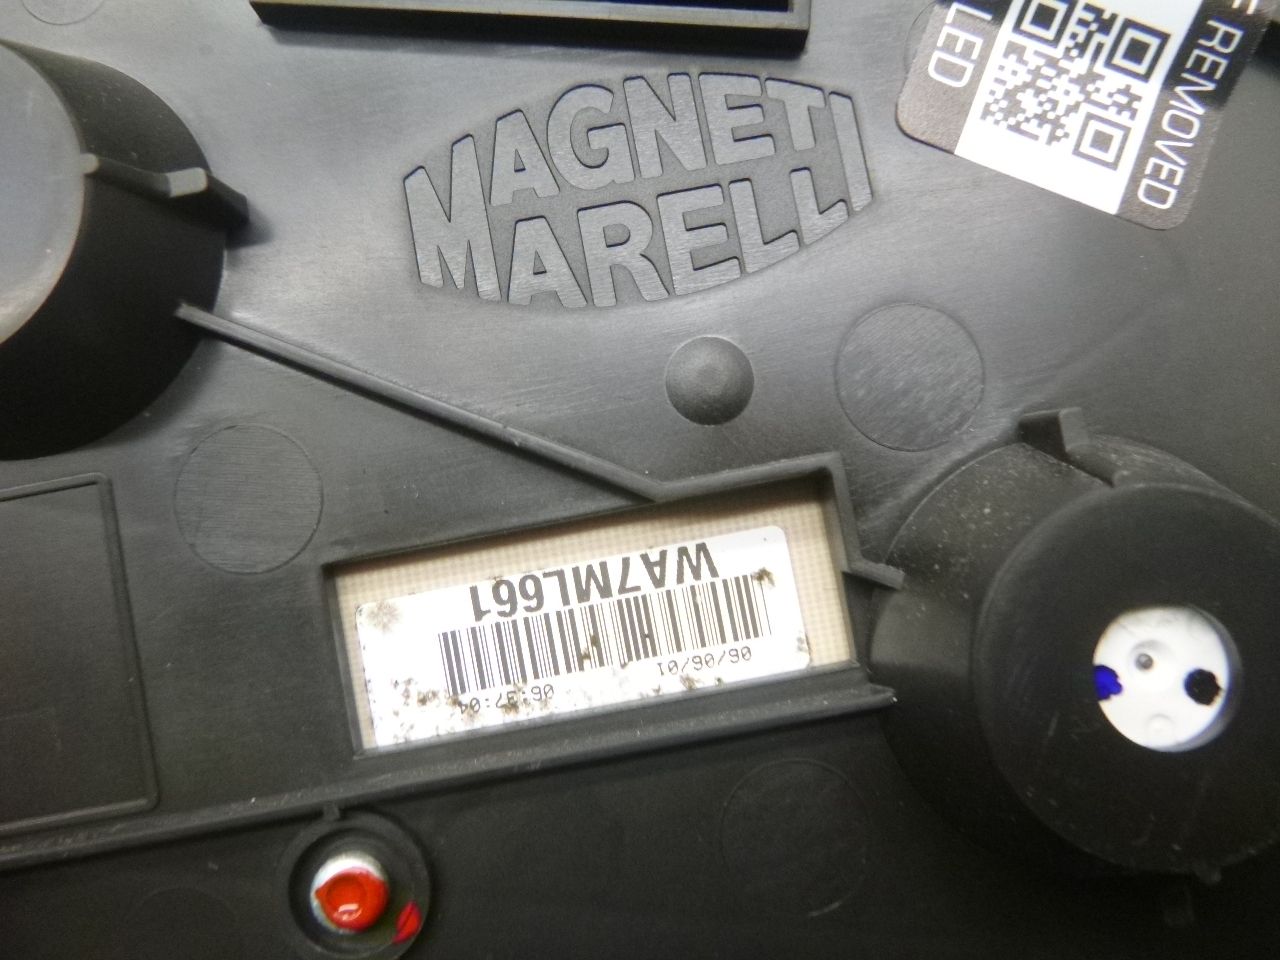 MAGNETI
MARELLI
REMOVED
LED
WA7ML661
H
06/06/01
06:37:04